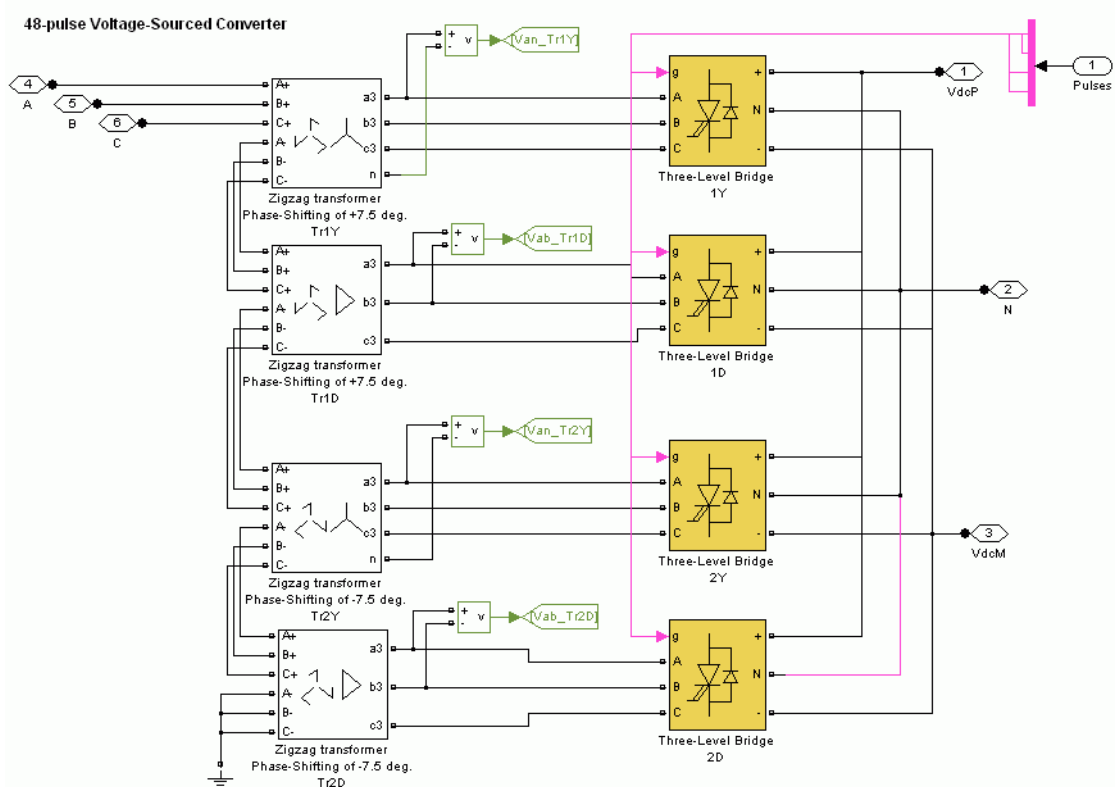 48-pulse Voltage-Sourced Converter
+
-
v
[Van_Tr1Y]
4
A
5
B
6
C
A+
B+
C+
A-
B-
C-
a3
b3
c3
n
Zigzag transformer
Phase-Shifting of +7.5 deg.
Tr1Y
g
A
B
C
+
N
-
Three-Level Bridge
1Y
1
VdcP
1
Pulses
+
-
v
[Vab_Tr1D]
A+
B+
C+
A-
B-
C-
a3
b3
c3
Zigzag transformer
Phase-Shifting of +7.5 deg.
Tr1D
g
A
B
C
+
N
-
Three-Level Bridge
1D
2
N
+
-
v
[Van_Tr2Y]
A+
B+
C+
A-
B-
C-
a3
b3
c3
n
Zigzag transformer
Phase-Shifting of -7.5 deg.
Tr2Y
g
A
B
C
+
N
-
Three-Level Bridge
2Y
3
VdcM
+
-
v
[Vab_Tr2D]
A+
B+
C+
A-
B-
C-
a3
b3
c3
Zigzag transformer
Phase-Shifting of -7.5 deg.
Tr2D
g
A
B
C
+
N
-
Three-Level Bridge
2D